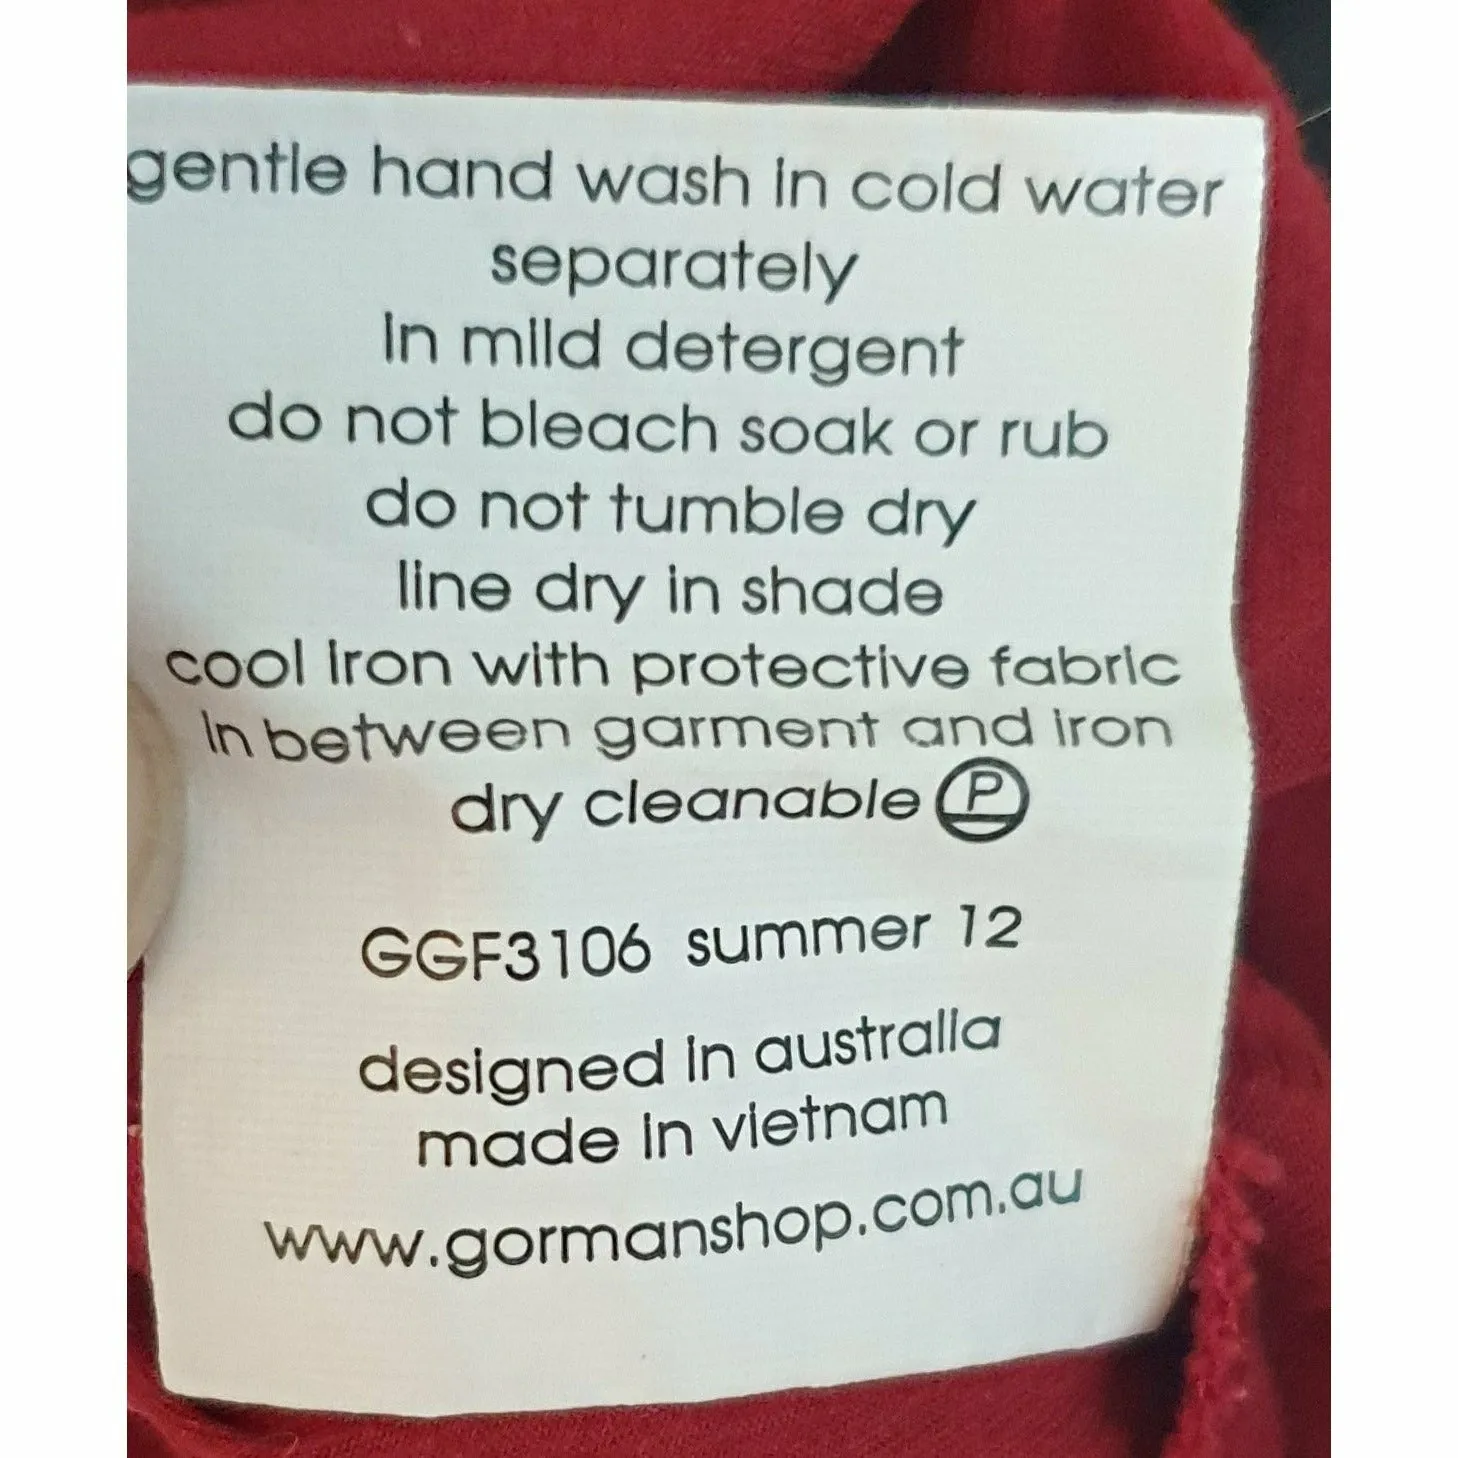 gentle hand wash in cold water
separately
in mild detergent
do not bleach soak or rub
do not tumble dry
line dry in shade
cool iron with protective fabric
in between garment and iron
dry cleanable P
GGF3106 summer 12
designed in australia
made in vietnam
www.gormanshop.com.au